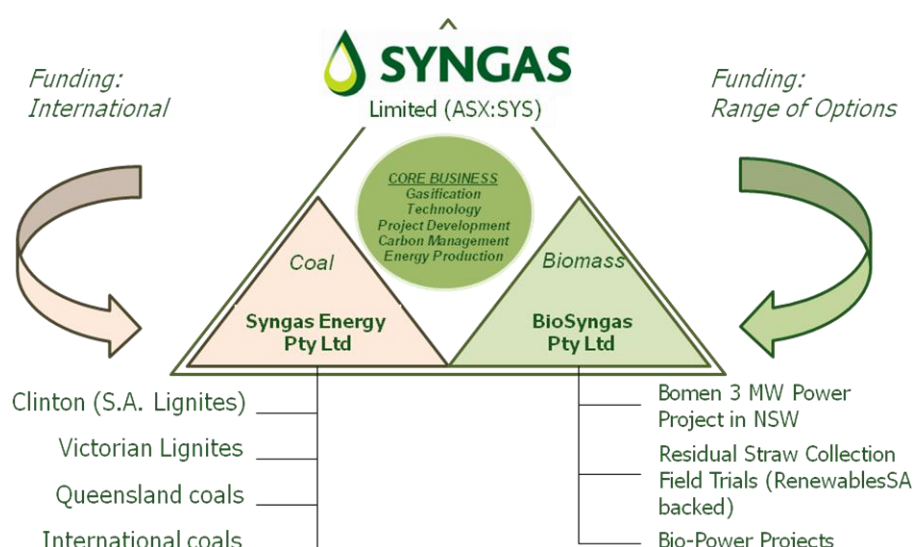 SYNGAS
Limited (ASX:SYS)
Funding:
International
Funding:
Range of Options
CORE BUSINESS
Gasification
Technology
Project Development
Carbon Management
Energy Production
Coal
Syngas Energy
Pty Ltd
Biomass
BioSyngas
Pty Ltd
Clinton (S.A. Lignites)
Victorian Lignites
Queensland coals
International coals
Bomen 3 MW Power
Project in NSW
Residual Straw Collection
Field Trials (RenewablesSA
backed)
Bio-Power Projects